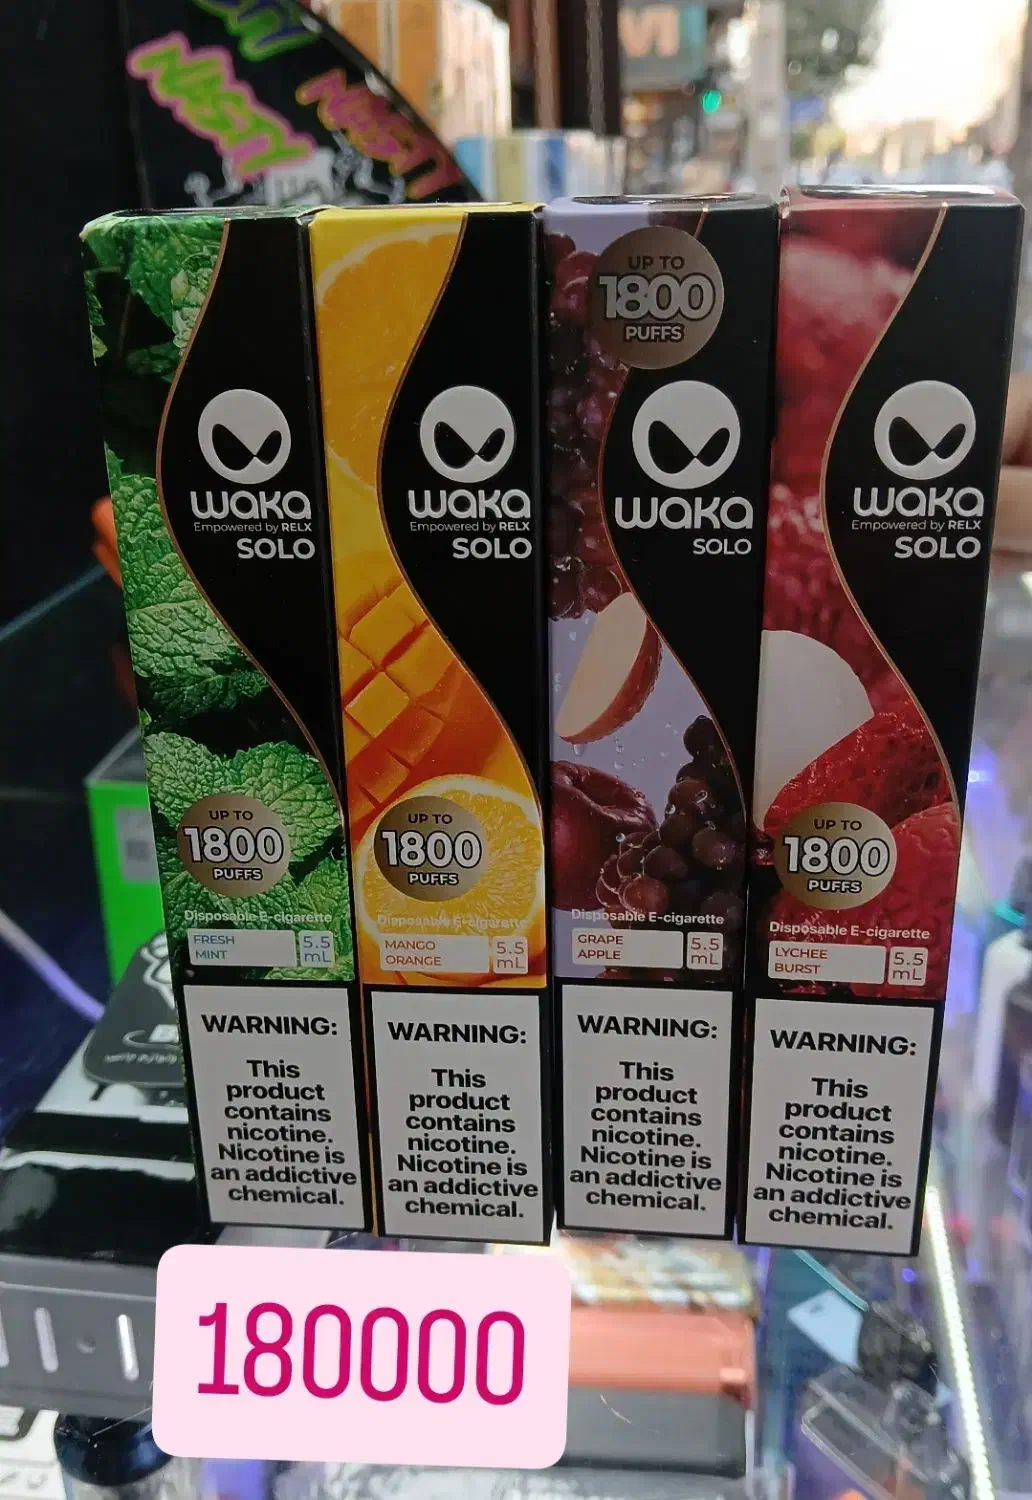 NASTY
NASTY
UP TO
1800
PUFFS
WAKA
Empowered by RELX
SOLO
UP TO
1800
PUFFS
Disposable E-cigarette
FRESH
MINT
5.5
mL
WARNING:
This
product
contains
nicotine.
Nicotine is
an addictive
chemical.
WAKA
Empowered by RELX
SOLO
UP TO
1800
PUFFS
Disposable E-cigarette
MANGO
ORANGE
5.5
mL
WARNING:
This
product
contains
nicotine.
Nicotine is
an addictive
chemical.
WAKA
SOLO
Disposable E-cigarette
GRAPE
APPLE
5.5
mL
WARNING:
This
product
contains
nicotine.
Nicotine is
an addictive
chemical.
WAKA
Empowered by RELX
SOLO
UP TO
1800
PUFFS
Disposable E-cigarette
LYCHEE
BURST
5.5
mL
WARNING:
This
product
contains
nicotine.
Nicotine is
an addictive
chemical.
180000